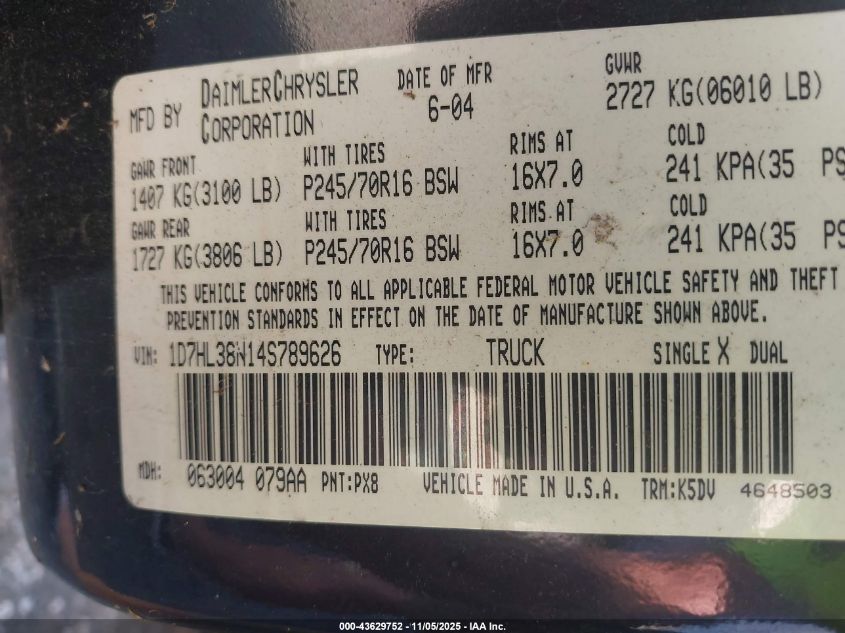 DAIMLERCHRYSLER CORPORATION
MFD BY
DATE OF MFR 6-04
GVWR 2727 KG(06010 LB)
GAWR FRONT WITH TIRES RIMS AT COLD
1407 KG(3100 LB) P245/70R16 BSW 16X7.0 241 KPA(35 PS
GAWR REAR WITH TIRES RIMS AT COLD
1727 KG(3806 LB) P245/70R16 BSW 16X7.0 241 KPA(35 PS
THIS VEHICLE CONFORMS TO ALL APPLICABLE FEDERAL MOTOR VEHICLE SAFETY AND THEFT
PREVENTION STANDARDS IN EFFECT ON THE DATE OF MANUFACTURE SHOWN ABOVE.
VIN: 1D7HL38N14S789626 TYPE: TRUCK SINGLE X DUAL
MDH: 063004 079AA PNT:PX8 VEHICLE MADE IN U.S.A. TRM:K5DV 4648503
000-43629752 - 11/05/2025 - IAA Inc.